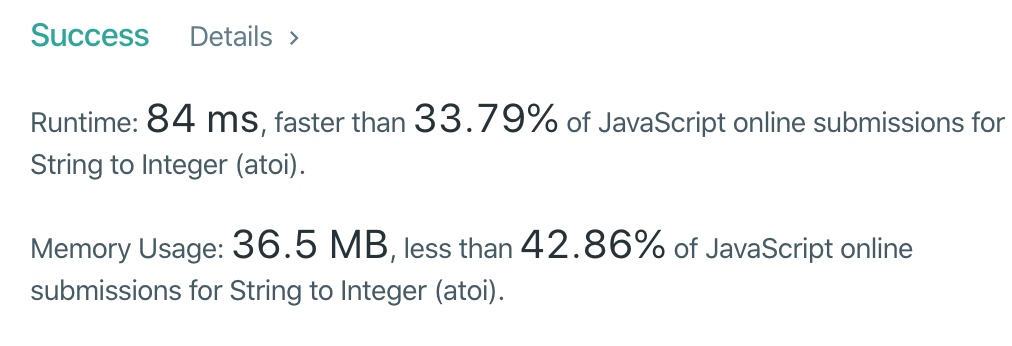 Success Details >
Runtime: 84 ms, faster than 33.79% of JavaScript online submissions for
String to Integer (atoi).
Memory Usage: 36.5 MB, less than 42.86% of JavaScript online
submissions for String to Integer (atoi).